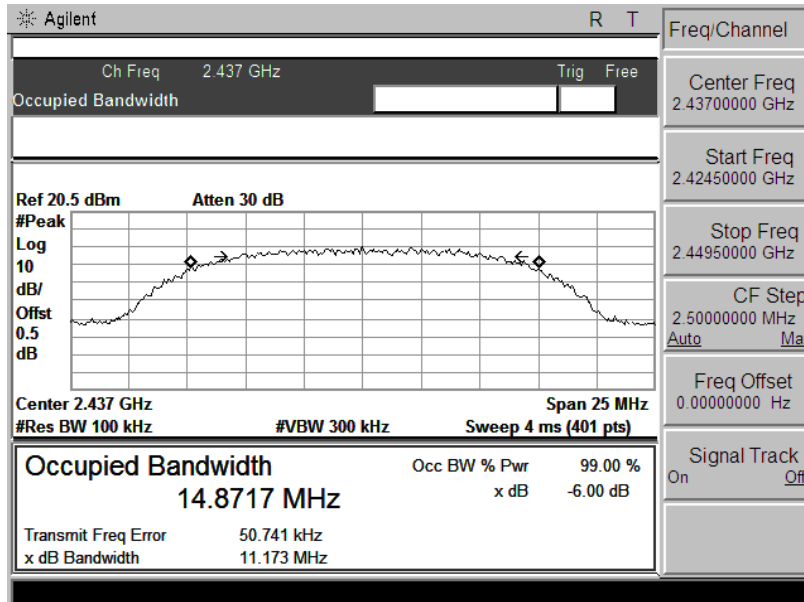 Agilent R T
Ch Freq 2.437 GHz Trig Free
Occupied Bandwidth
Ref 20.5 dBm Atten 30 dB
#Peak
Log
10
dB/
Offst
0.5
dB
Center 2.437 GHz Span 25 MHz
#Res BW 100 kHz #VBW 300 kHz Sweep 4 ms (401 pts)
Occupied Bandwidth
14.8717 MHz
Occ BW % Pwr 99.00 %
x dB -6.00 dB
Transmit Freq Error 50.741 kHz
x dB Bandwidth 11.173 MHz
Freq/Channel
Center Freq
2.43700000 GHz
Start Freq
2.42450000 GHz
Stop Freq
2.44950000 GHz
CF Step
2.50000000 MHz
Auto Ma
Freq Offset
0.00000000 Hz
Signal Track
On Off